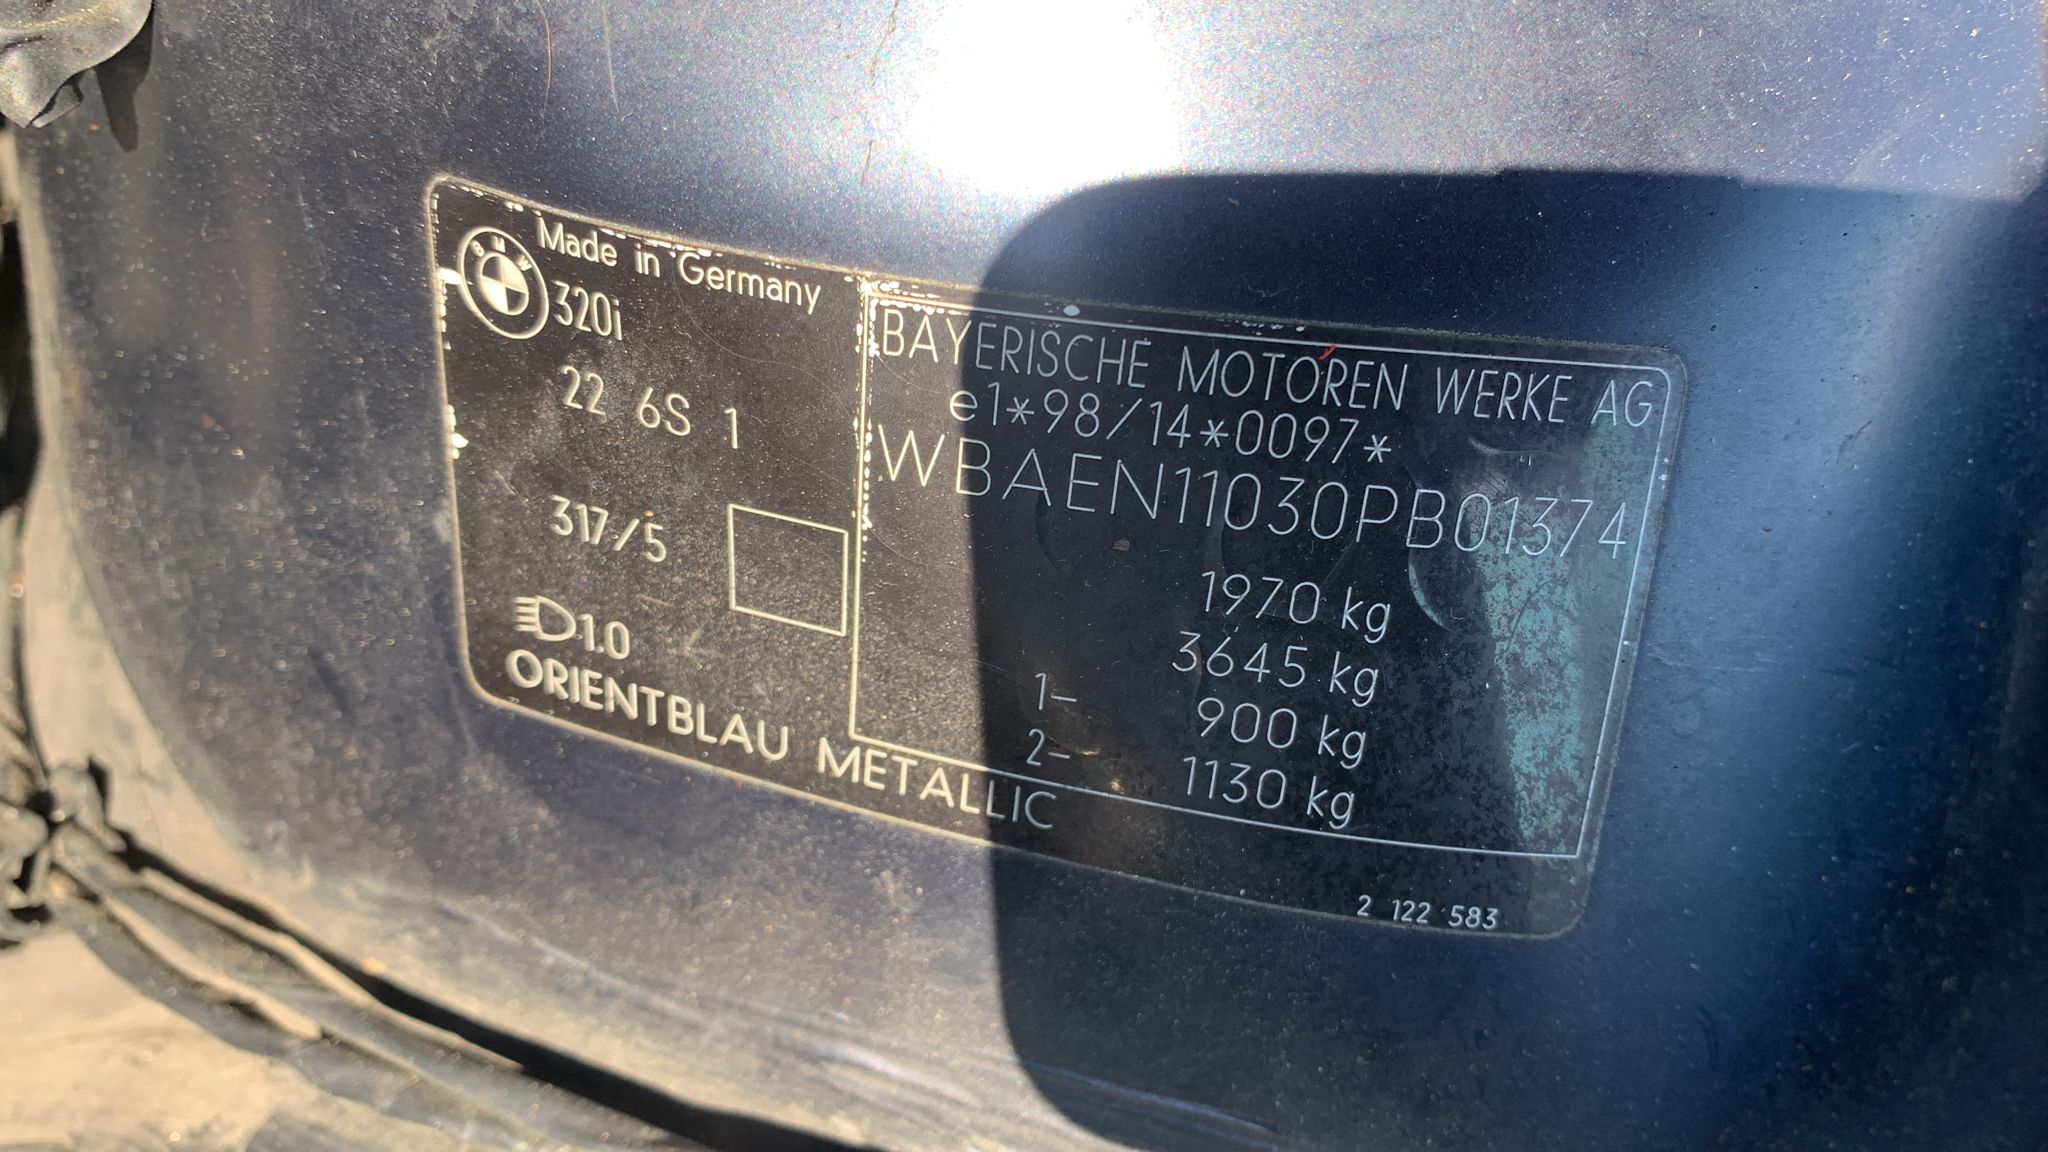 BMW
Made in Germany
320i
22 6S 1
317/5
1.0
ORIENTBLAU METALLIC
BAYERISCHE MOTOREN WERKE AG
e1*98/14*0097*
WBAEN11030PB01374
1970 kg
3645 kg
1- 900 kg
2- 1130 kg
2 122 583